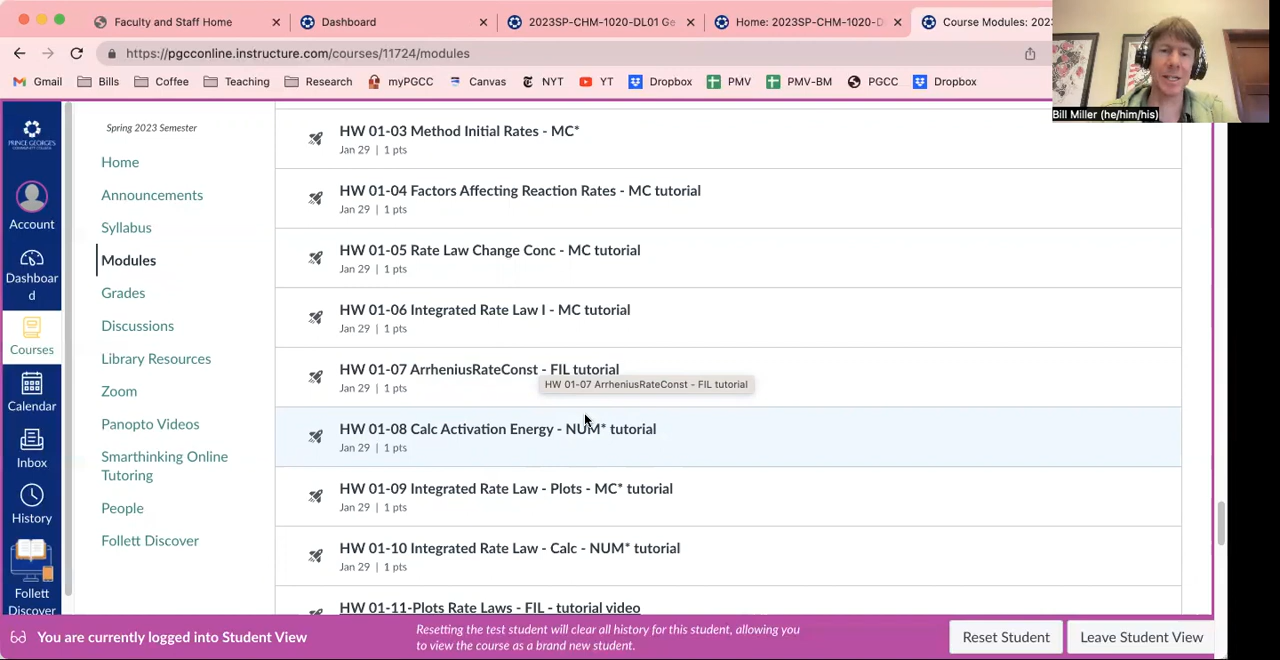 Faculty and Staff Home
Dashboard
2023SP-CHM-1020-DL01 Ge
Home: 2023SP-CHM-1020-D
Course Modules: 2023
https://pgcconline.instructure.com/courses/11724/modules
Gmail
Bills
Coffee
Teaching
Research
myPGCC
Canvas
NYT
YT
Dropbox
PMV
PMV-BM
PGCC
Dropbox
Bill Miller (he/him/his)
PRINCE GEORGE'S
COMMUNITY COLLEGE
Account
Dashboar
d
Courses
Calendar
Inbox
History
Follett
Discover
Spring 2023 Semester
Home
Announcements
Syllabus
Modules
Grades
Discussions
Library Resources
Zoom
Panopto Videos
Smarthinking Online
Tutoring
People
Follett Discover
HW 01-03 Method Initial Rates - MC*
Jan 29 | 1 pts
HW 01-04 Factors Affecting Reaction Rates - MC tutorial
Jan 29 | 1 pts
HW 01-05 Rate Law Change Conc - MC tutorial
Jan 29 | 1 pts
HW 01-06 Integrated Rate Law I - MC tutorial
Jan 29 | 1 pts
HW 01-07 ArrheniusRateConst - FIL tutorial
HW 01-07 ArrheniusRateConst - FIL tutorial
Jan 29 | 1 pts
HW 01-08 Calc Activation Energy - NUM* tutorial
Jan 29 | 1 pts
HW 01-09 Integrated Rate Law - Plots - MC* tutorial
Jan 29 | 1 pts
HW 01-10 Integrated Rate Law - Calc - NUM* tutorial
Jan 29 | 1 pts
HW 01-11-Plots Rate Laws - FIL - tutorial video
You are currently logged into Student View
Resetting the test student will clear all history for this student, allowing
you to view the course as a brand new student.
Reset Student
Leave Student View